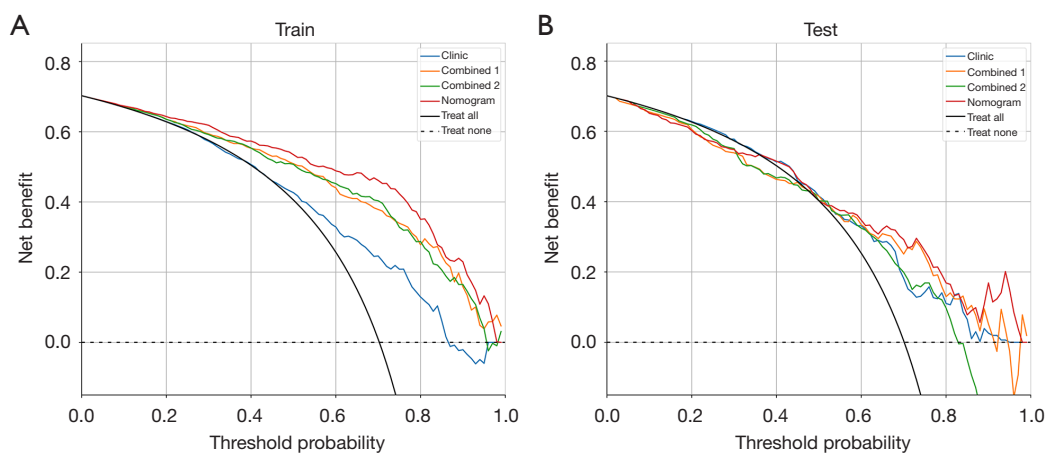 A
Train
Net benefit
0.8
0.6
0.4
0.2
0.0
0.0 0.2 0.4 0.6 0.8 1.0
Threshold probability
Clinic
Combined 1
Combined 2
Nomogram
Treat all
Treat none
B
Test
Net benefit
0.8
0.6
0.4
0.2
0.0
0.0 0.2 0.4 0.6 0.8 1.0
Threshold probability
Clinic
Combined 1
Combined 2
Nomogram
Treat all
Treat none